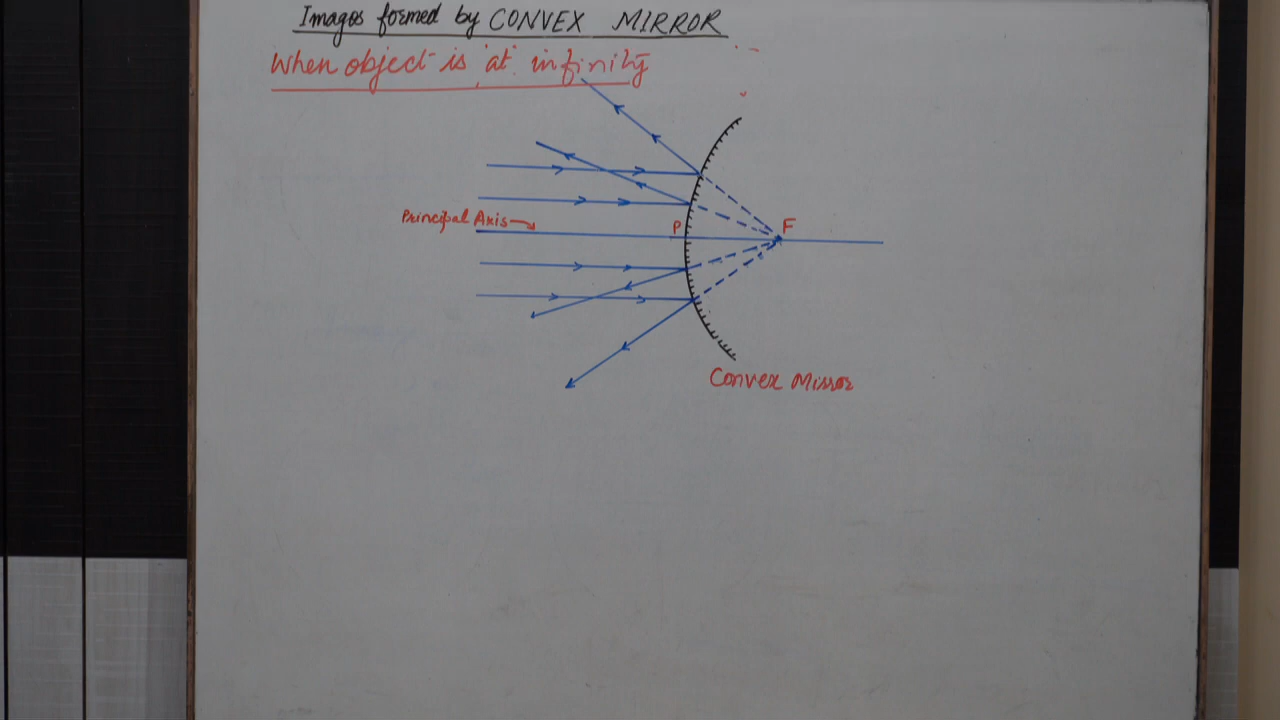 Images formed by CONVEX MIRROR
When object is at infinity
Principal Axis
P
F
Convex Mirror